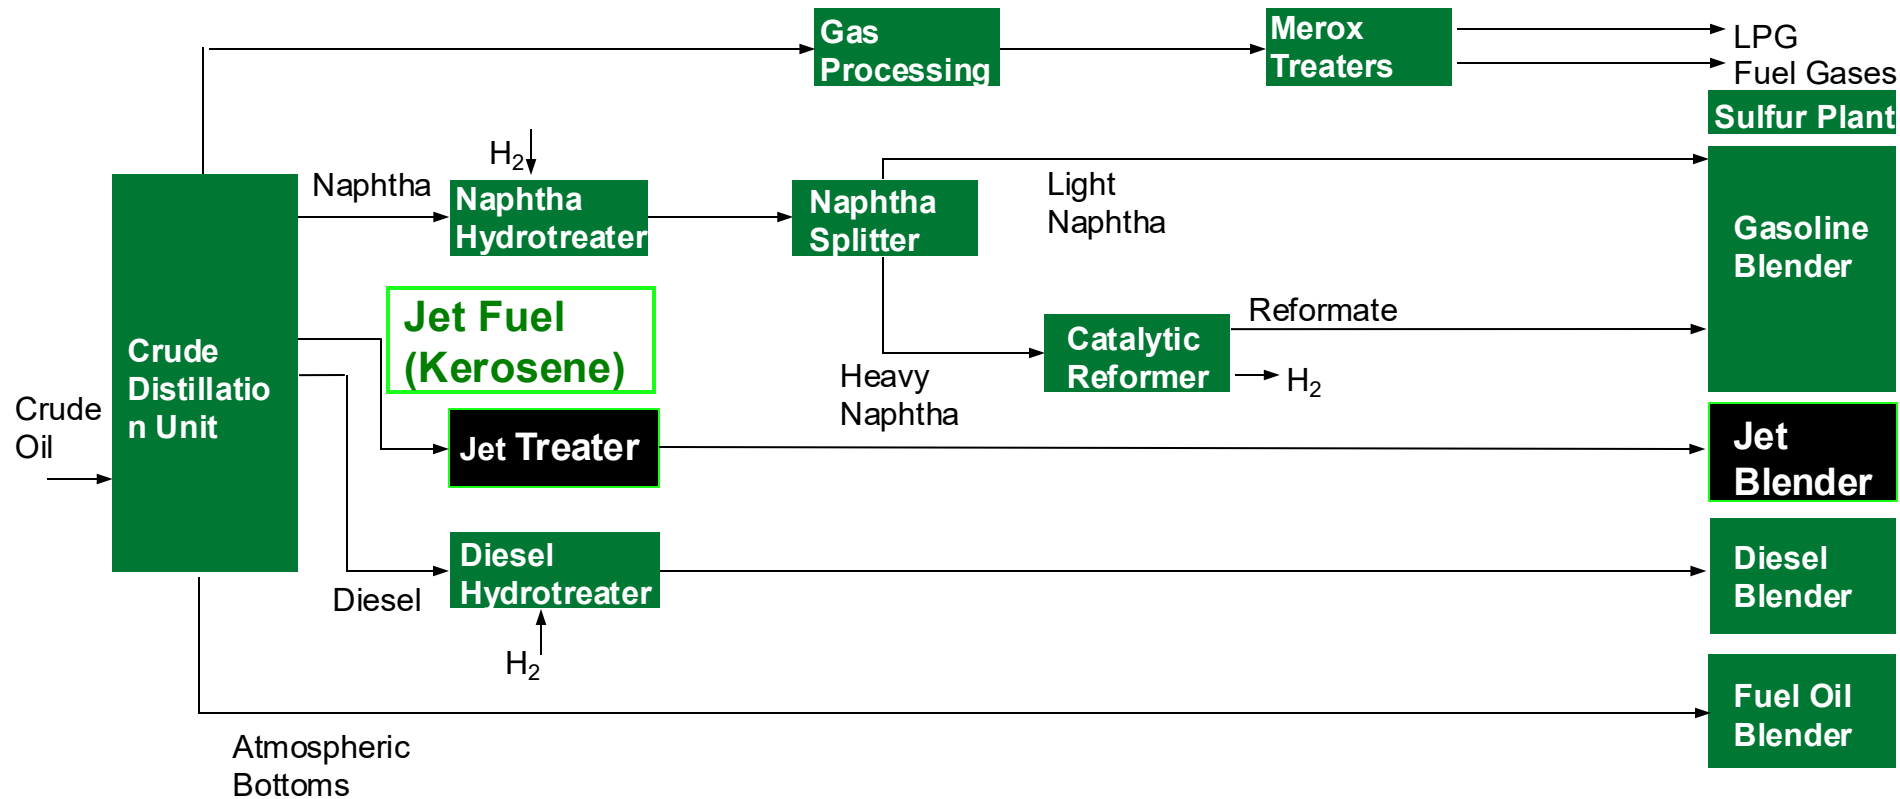 Gas
Processing
Merox
Treaters
LPG
Fuel Gases
Sulfur Plant
H₂
Naphtha
Naphtha
Hydrotreater
Naphtha
Splitter
Light
Naphtha
Gasoline
Blender
Jet Fuel
(Kerosene)
Crude
Distillatio
n Unit
Crude
Oil
Heavy
Naphtha
Catalytic
Reformer
Reformate
H₂
Jet Treater
Jet
Blender
Diesel
Diesel
Hydrotreater
H₂
Diesel
Blender
Atmospheric
Bottoms
Fuel Oil
Blender